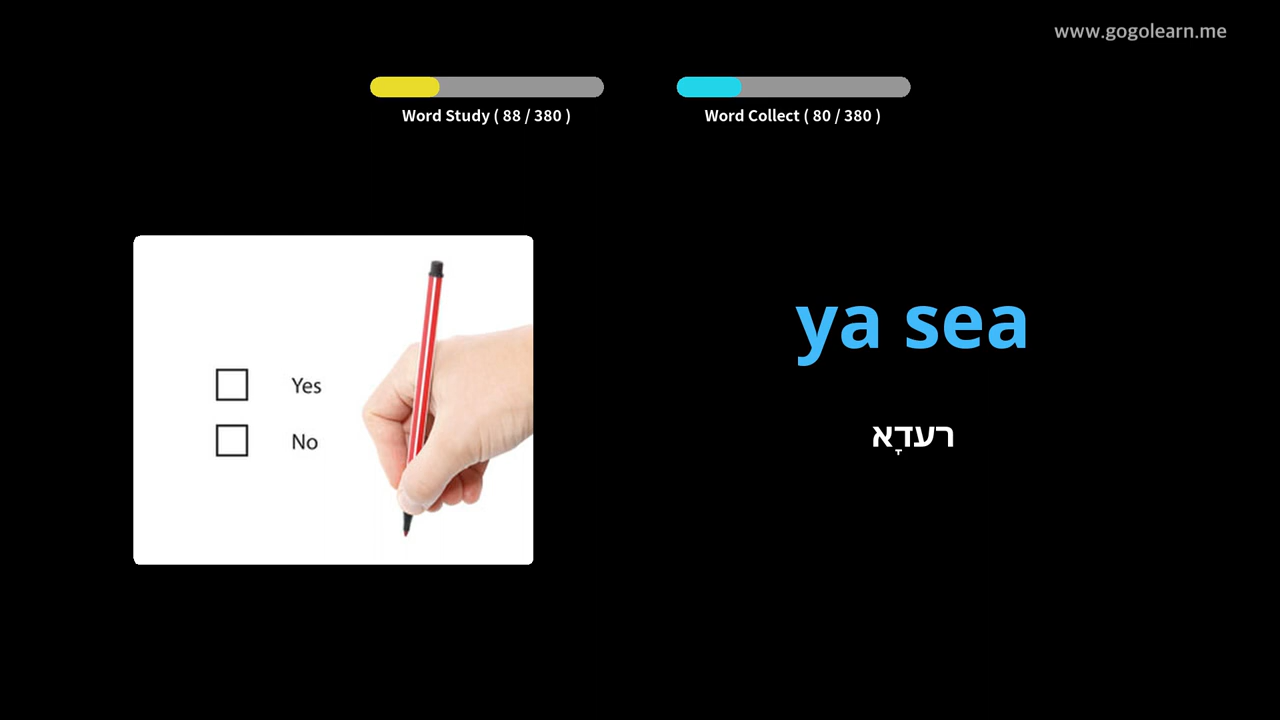 www.gogolearn.me
Word Study ( 88 / 380 )
Word Collect ( 80 / 380 )
Yes
No
ya sea
רעדָא